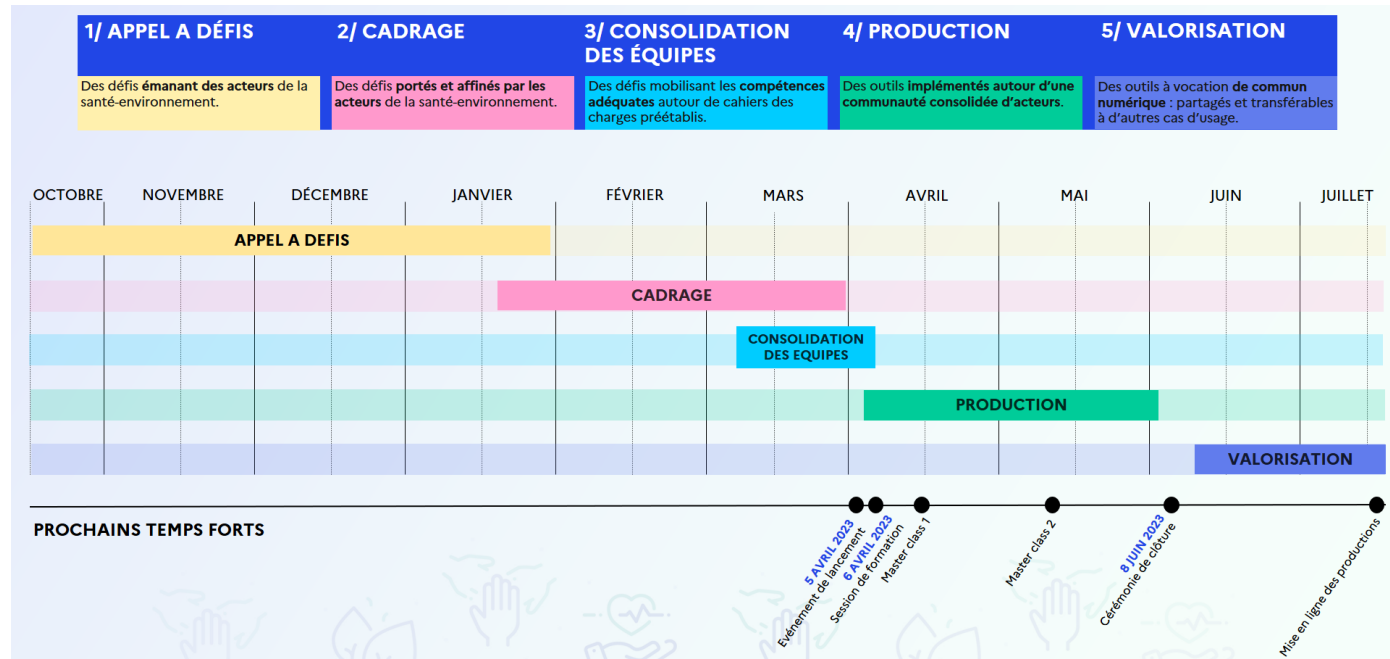 1/ APPEL A DÉFIS
Des défis émanant des acteurs de la
santé-environnement.
2/ CADRAGE
Des défis portés et affinés par les
acteurs de la santé-environnement.
3/ CONSOLIDATION
DES ÉQUIPES
Des défis mobilisant les compétences
adéquates autour de cahiers des
charges préétablis.
4/ PRODUCTION
Des outils implémentés autour d’une
communauté consolidée d’acteurs.
5/ VALORISATION
Des outils à vocation de commun
numérique : partagés et transférables
à d’autres cas d’usage.
OCTOBRE
NOVEMBRE
DÉCEMBRE
JANVIER
FÉVRIER
MARS
AVRIL
MAI
JUIN
JUILLET
APPEL A DEFIS
CADRAGE
CONSOLIDATION
DES EQUIPES
PRODUCTION
VALORISATION
PROCHAINS TEMPS FORTS
5 AVRIL 2023
Evénement de lancement
6 AVRIL 2023
Session de formation
Master class 1
Master class 2
8 JUIN 2023
Cérémonie de clôture
Mise en ligne des productions